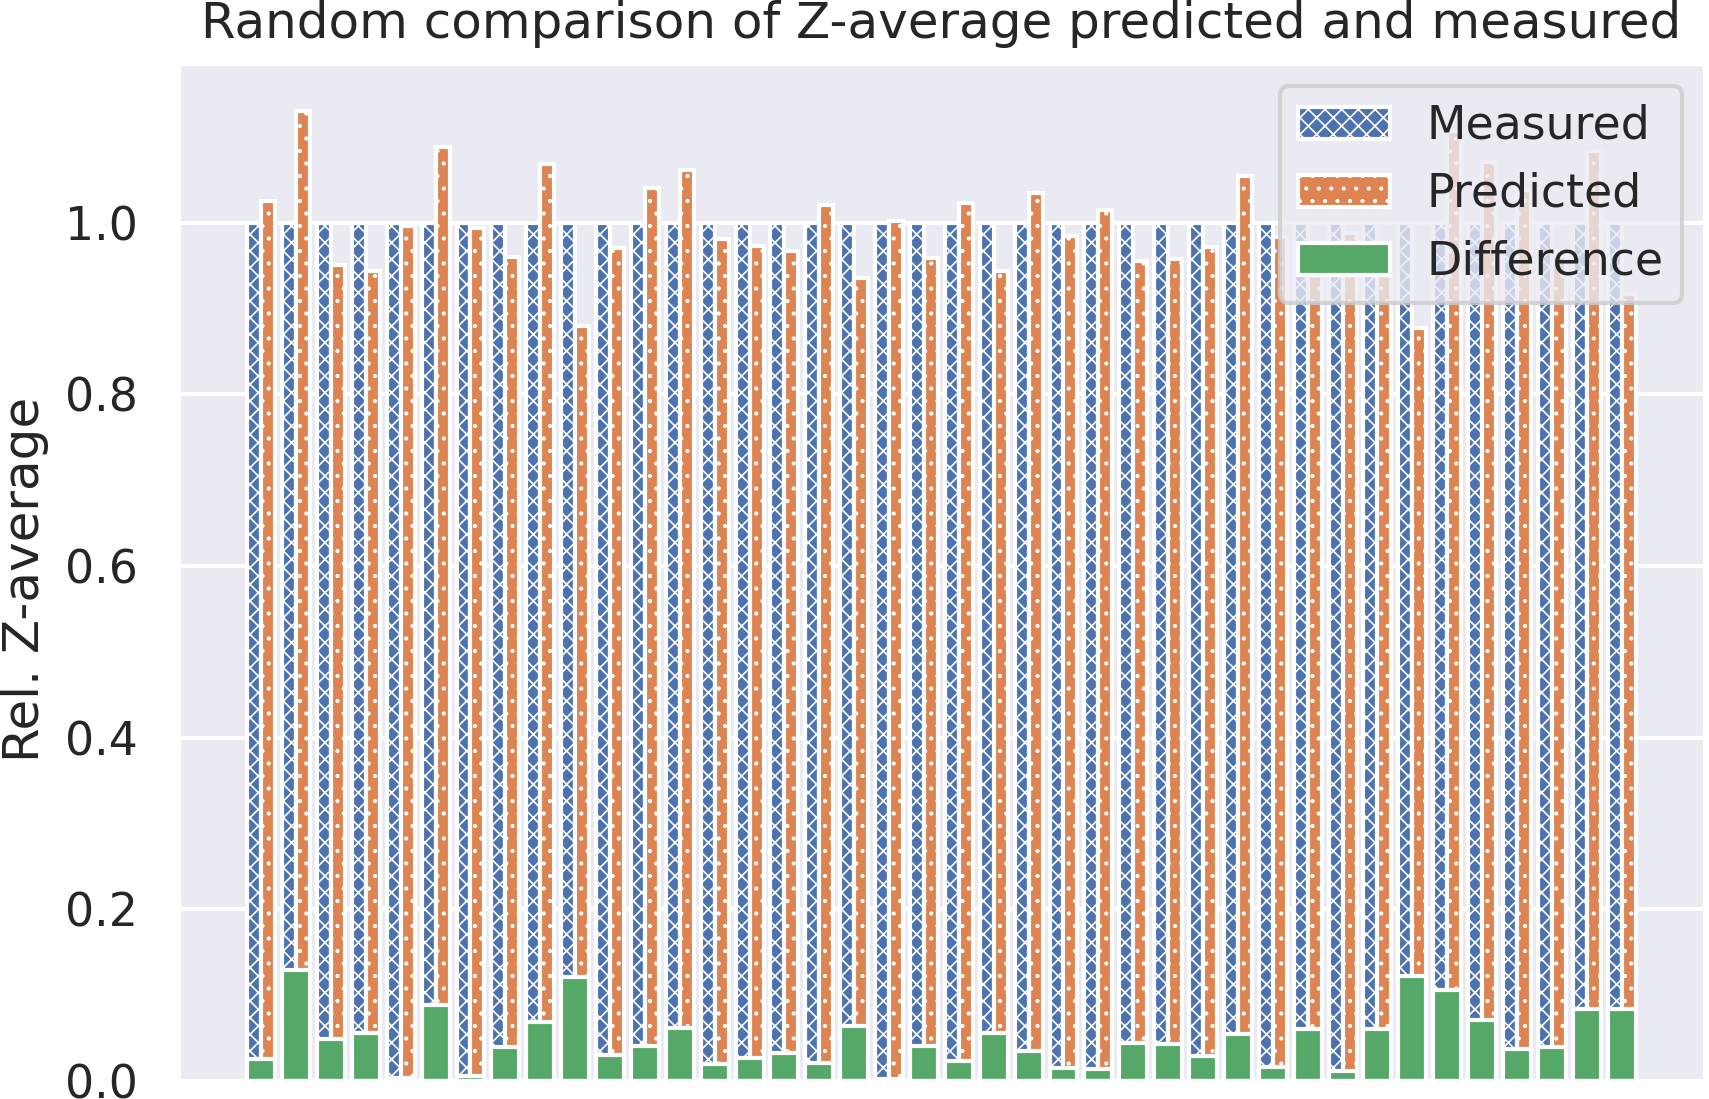 Random comparison of Z-average predicted and measured
Measured
Predicted
Difference
Rel. Z-average
1.0
0.8
0.6
0.4
0.2
0.0